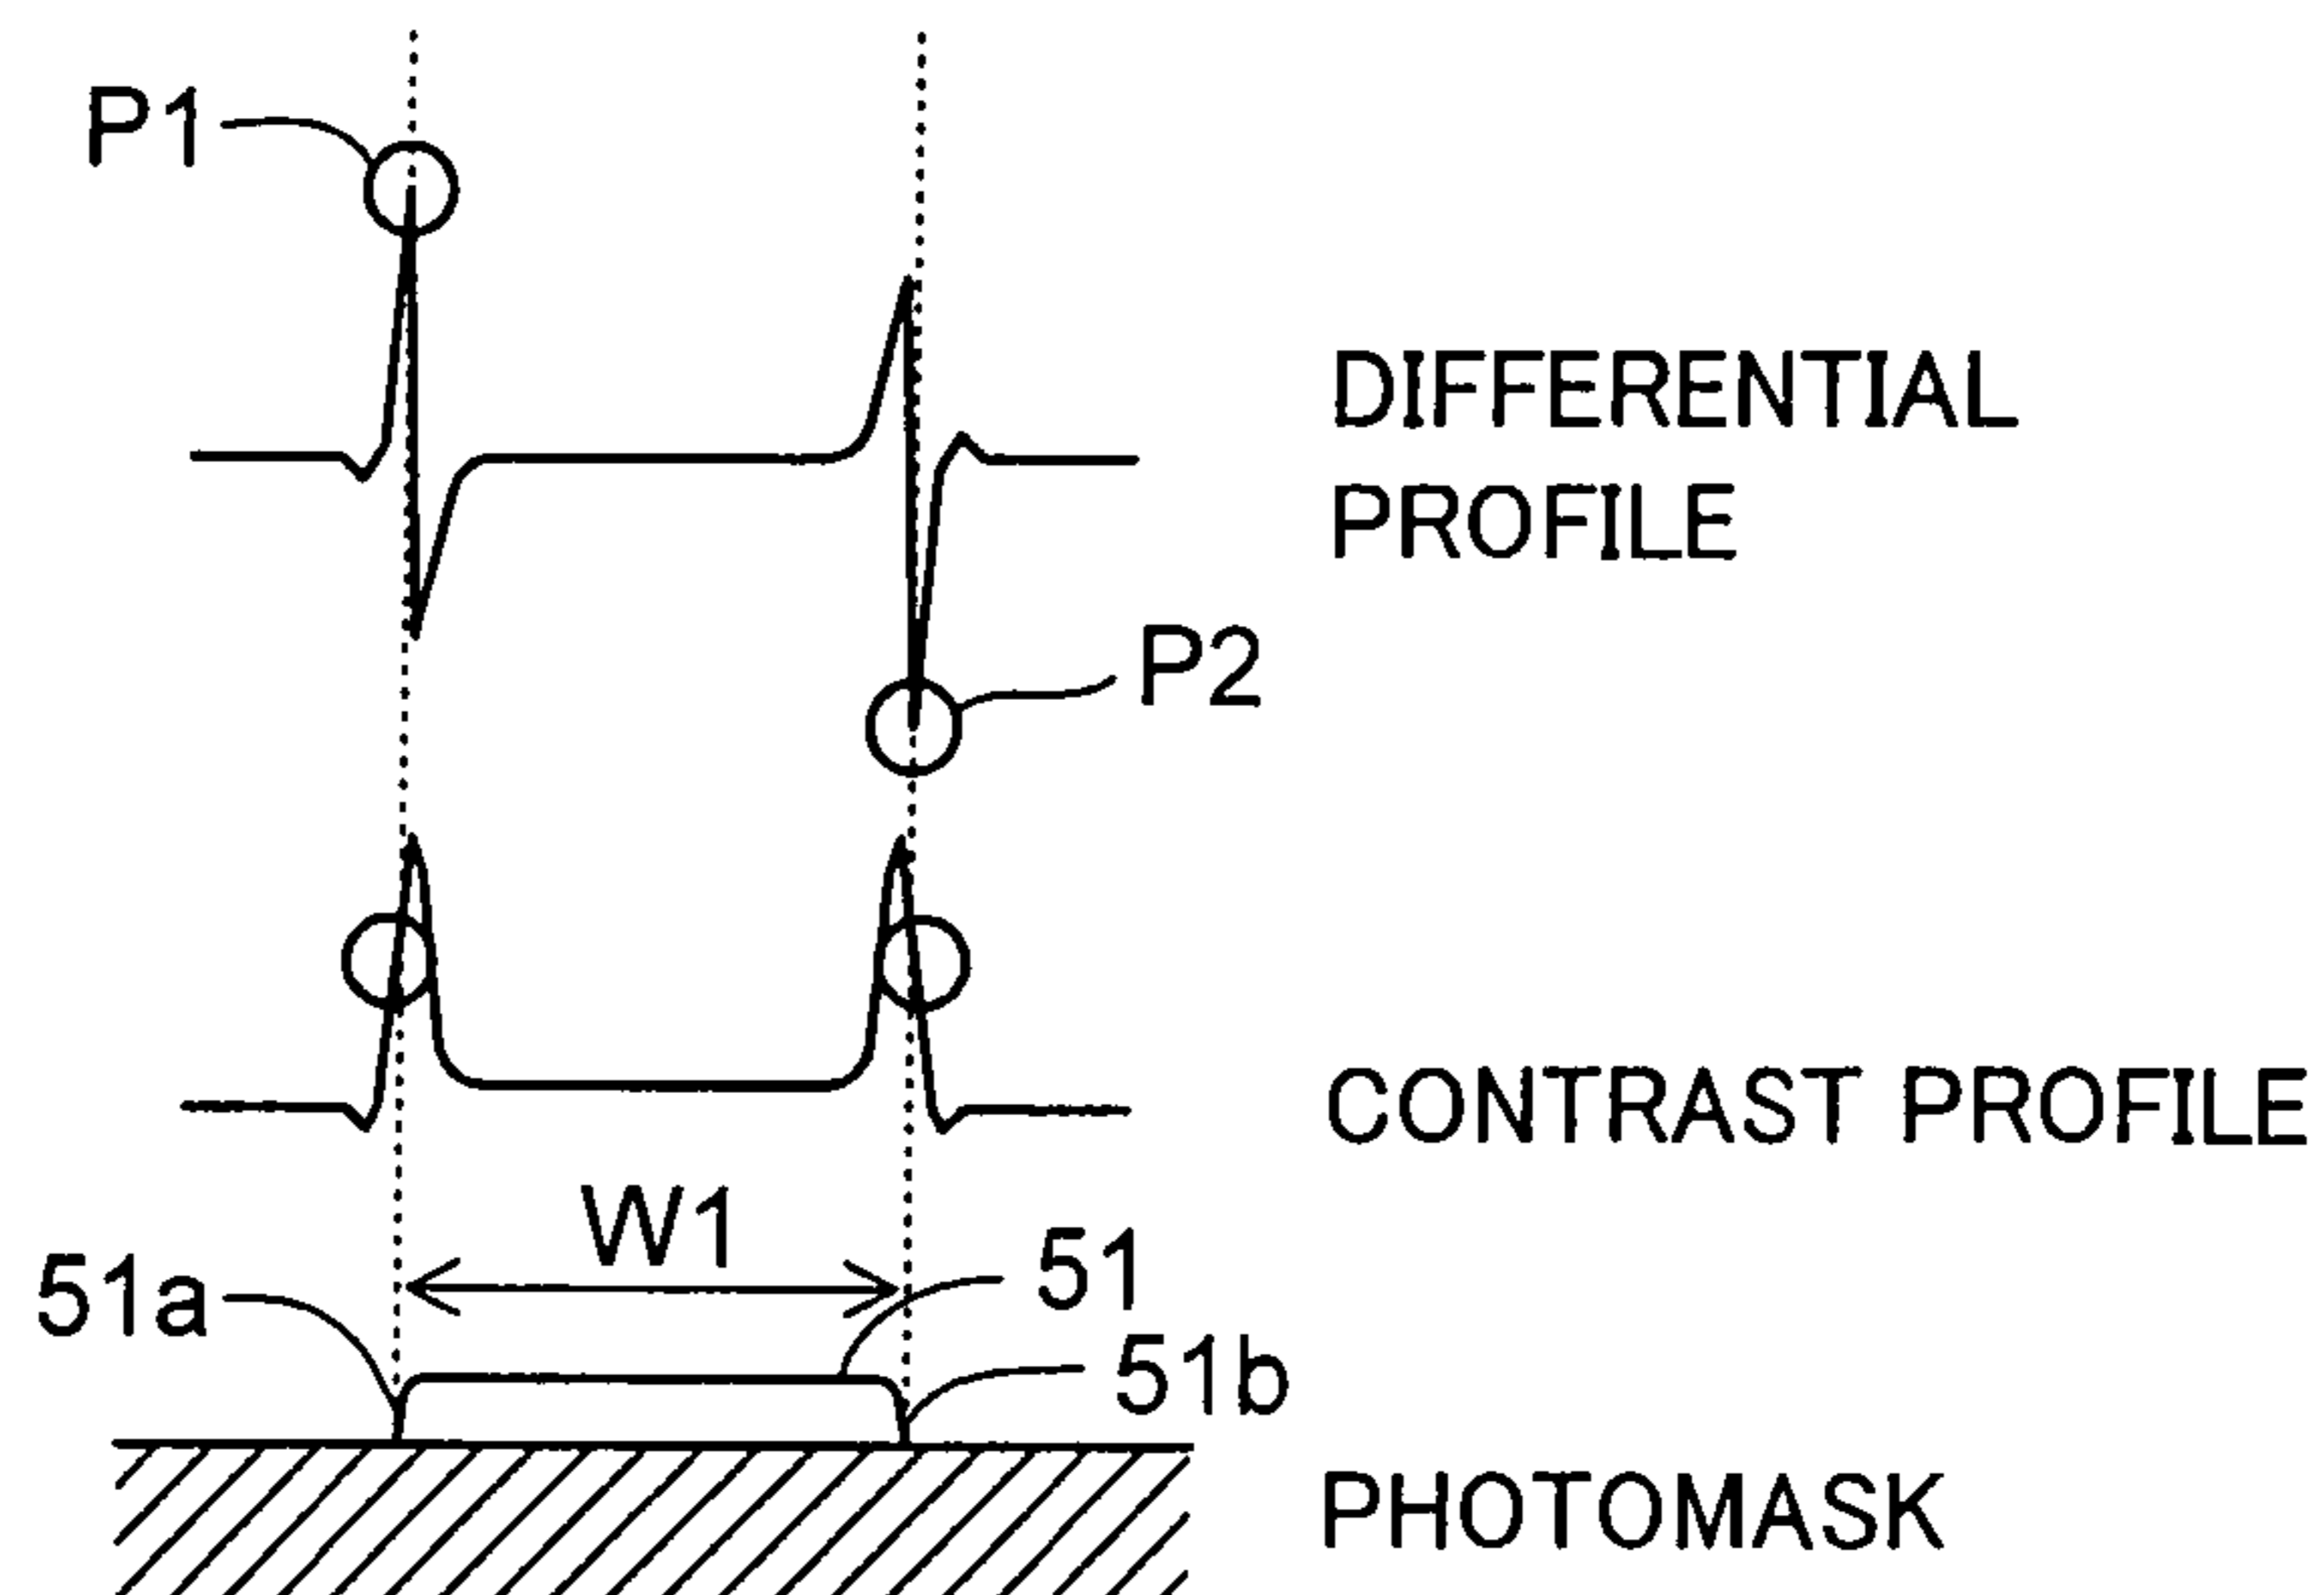 P1
DIFFERENTIAL
PROFILE
P2
CONTRAST PROFILE
W1
51
51a
51b
PHOTOMASK